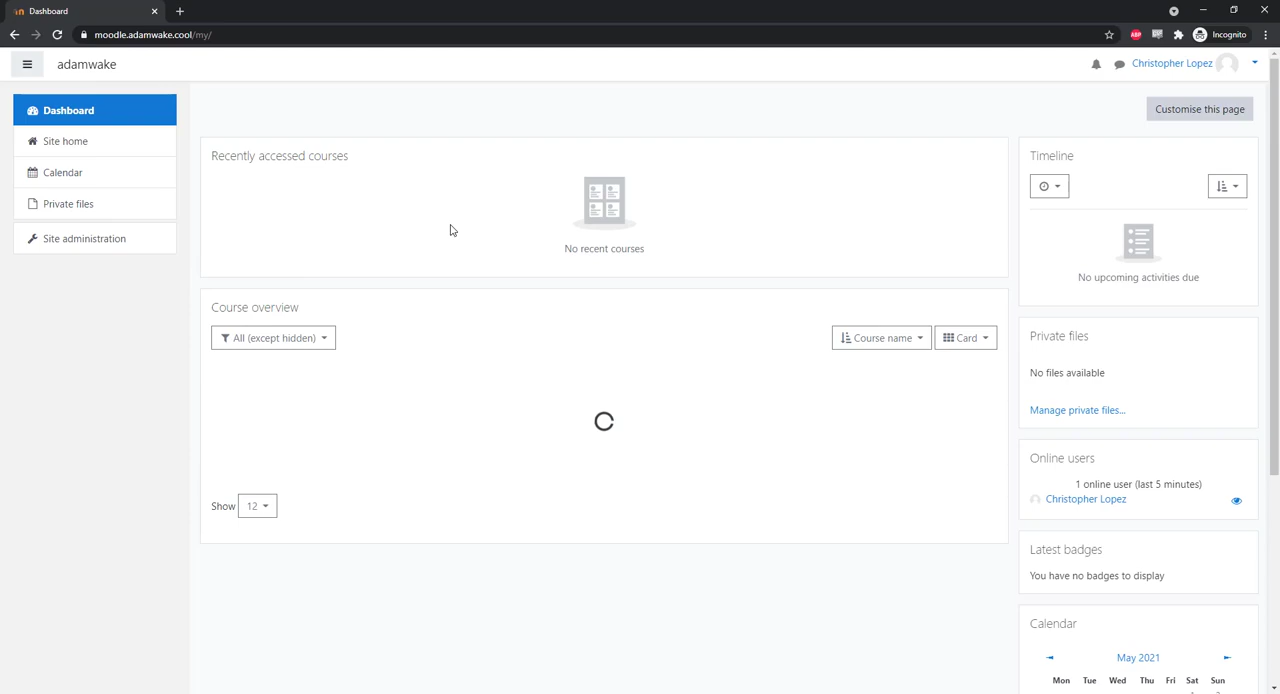 Dashboard
moodle.adamwake.cool/my/
ABP
Incognito
adamwake
Christopher Lopez
Dashboard
Site home
Calendar
Private files
Site administration
Customise this page
Recently accessed courses
No recent courses
Course overview
All (except hidden)
Course name
Card
Show 12
Timeline
No upcoming activities due
Private files
No files available
Manage private files...
Online users
1 online user (last 5 minutes)
Christopher Lopez
Latest badges
You have no badges to display
Calendar
May 2021
Mon Tue Wed Thu Fri Sat Sun